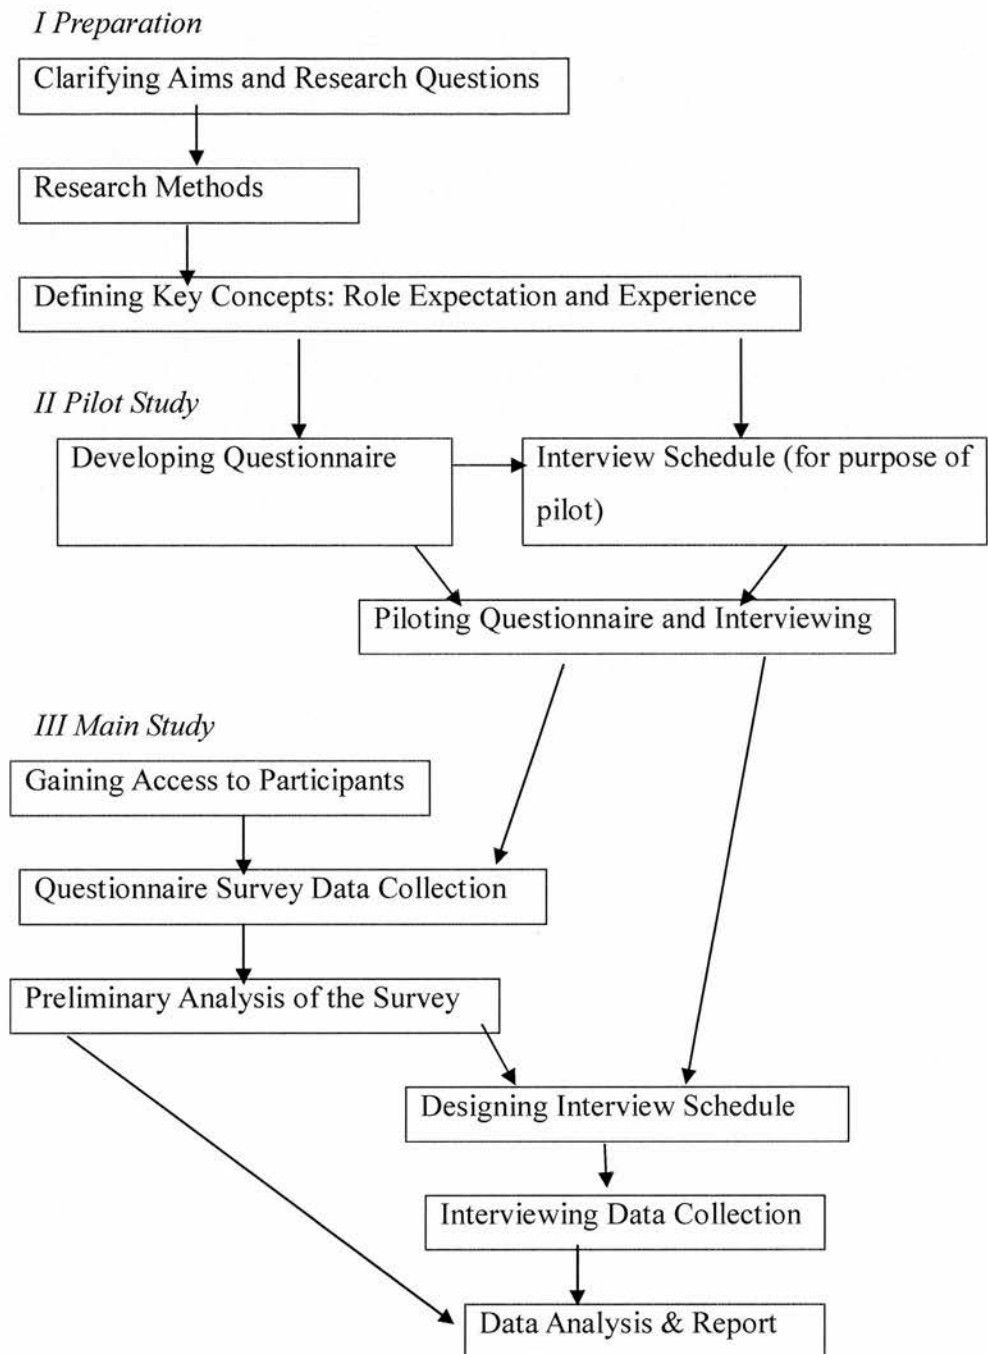 I Preparation
Clarifying Aims and Research Questions
Research Methods
Defining Key Concepts: Role Expectation and Experience
II Pilot Study
Developing Questionnaire
Interview Schedule (for purpose of
pilot)
Piloting Questionnaire and Interviewing
III Main Study
Gaining Access to Participants
Questionnaire Survey Data Collection
Preliminary Analysis of the Survey
Designing Interview Schedule
Interviewing Data Collection
Data Analysis & Report